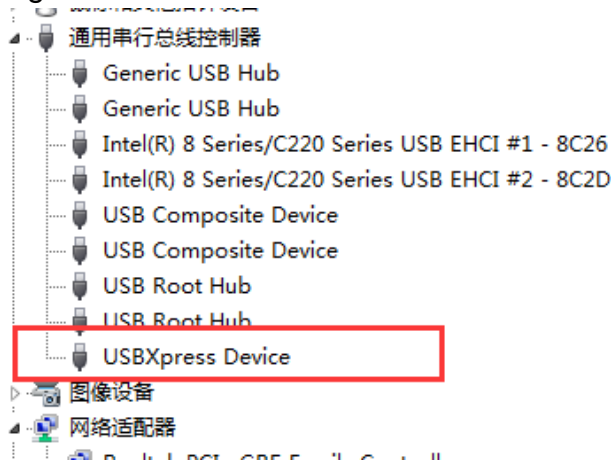 通用串行总线控制器
Generic USB Hub
Generic USB Hub
Intel(R) 8 Series/C220 Series USB EHCI #1 - 8C26
Intel(R) 8 Series/C220 Series USB EHCI #2 - 8C2D
USB Composite Device
USB Composite Device
USB Root Hub
USB Root Hub
USBXpress Device
图像设备
网络适配器